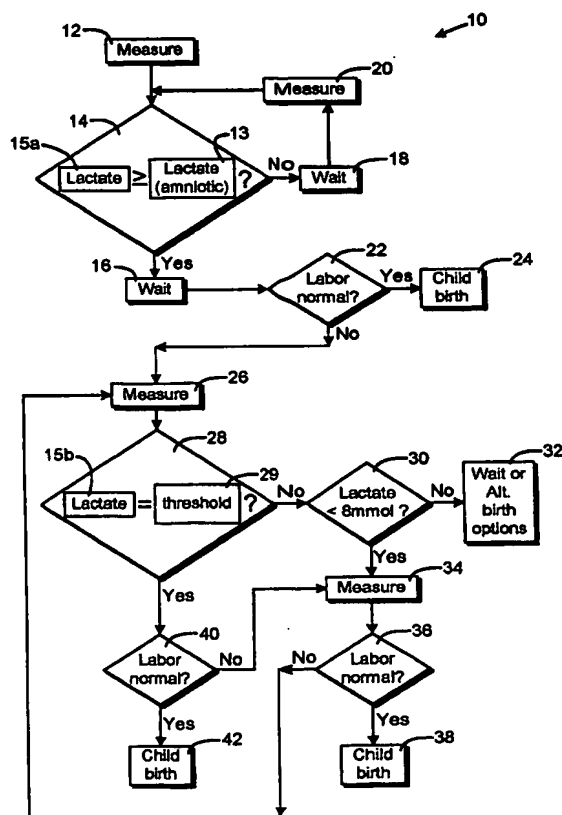 10
12
Measure
20
Measure
14
13
15a
Lactate ≥ Lactate (amniotic) ?
No
18
Wait
Yes
16
Wait
22
Labor normal?
Yes
24
Child birth
No
26
Measure
28
15b
29
Lactate = threshold ?
No
30
Lactate < 8mmol ?
No
32
Wait or Alt. birth options
Yes
Yes
34
Measure
40
Labor normal?
No
36
Labor normal?
No
Yes
Yes
42
Child birth
38
Child birth